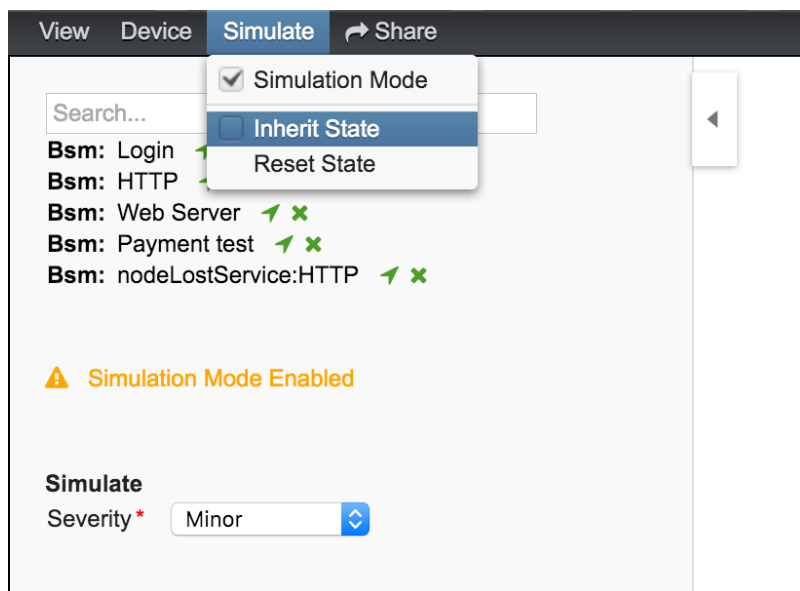 View Device Simulate Share
Simulation Mode
Search...
Inherit State
Reset State
Bsm: Login
Bsm: HTTP
Bsm: Web Server
Bsm: Payment test
Bsm: nodeLostService:HTTP
Simulation Mode Enabled
Simulate
Severity*
Minor